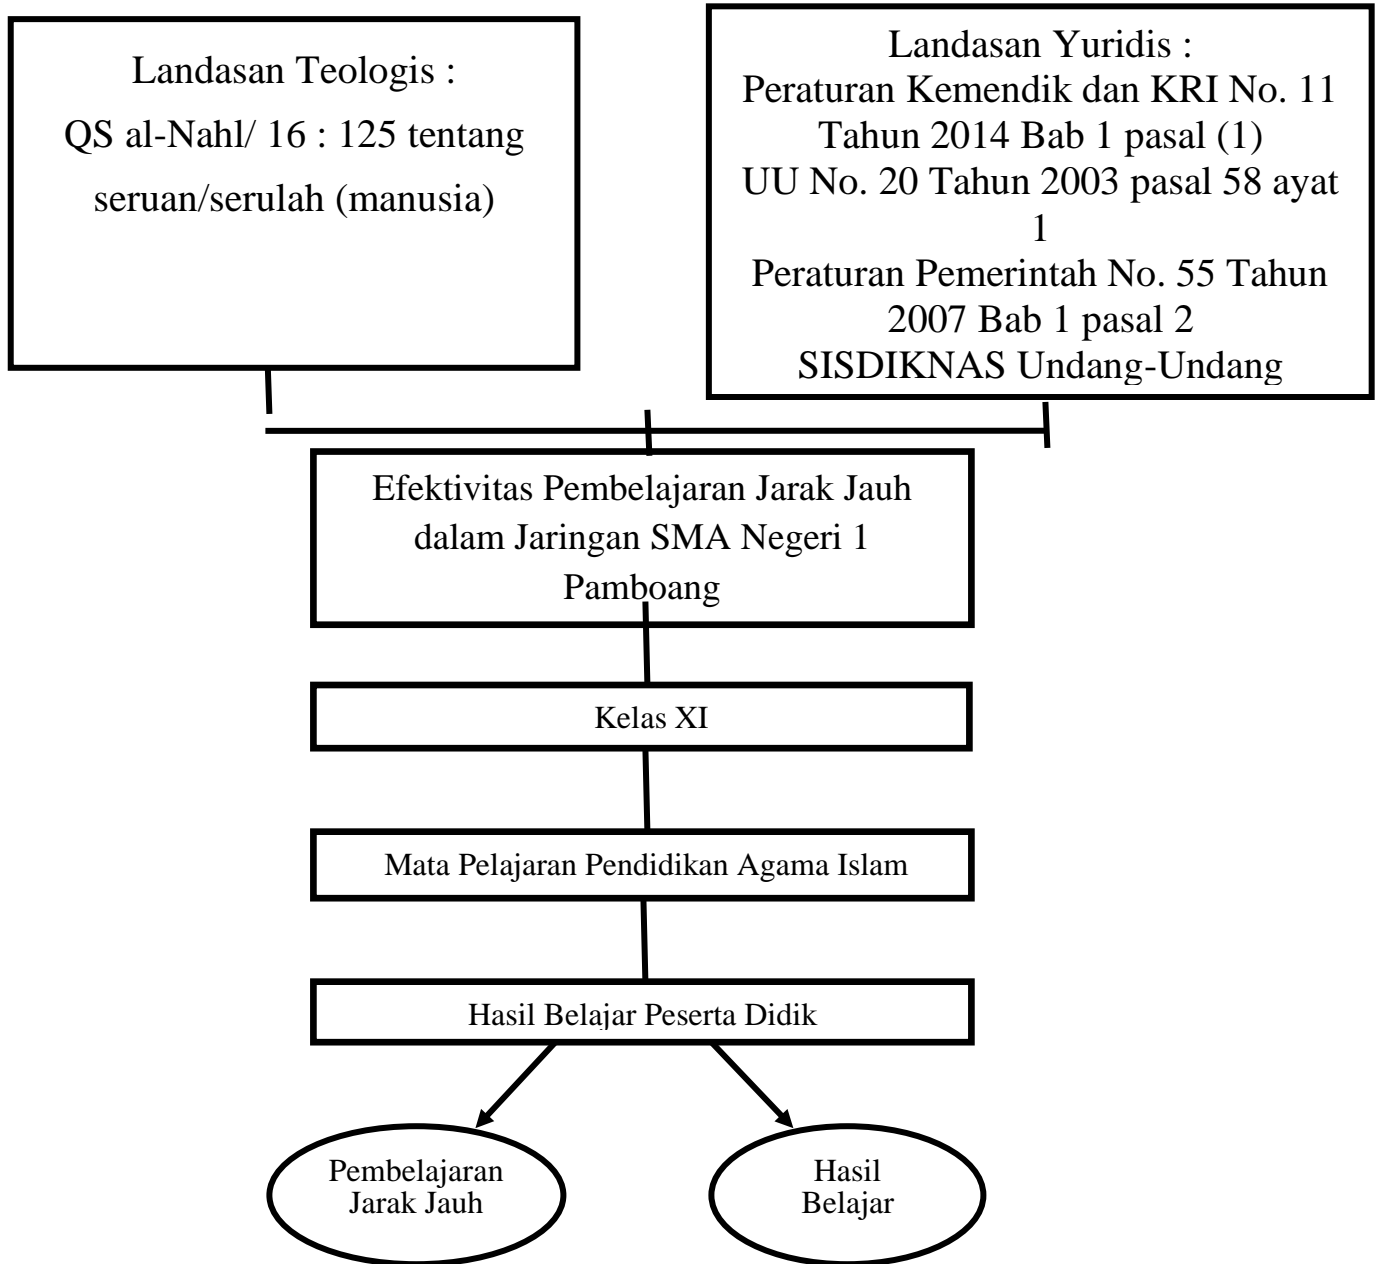 Landasan Teologis :
QS al-Nahl/ 16 : 125 tentang
seruan/serulah (manusia)
Landasan Yuridis :
Peraturan Kemendik dan KRI No. 11
Tahun 2014 Bab 1 pasal (1)
UU No. 20 Tahun 2003 pasal 58 ayat
1
Peraturan Pemerintah No. 55 Tahun
2007 Bab 1 pasal 2
SISDIKNAS Undang-Undang
Efektivitas Pembelajaran Jarak Jauh
dalam Jaringan SMA Negeri 1
Pamboang
Kelas XI
Mata Pelajaran Pendidikan Agama Islam
Hasil Belajar Peserta Didik
Pembelajaran
Jarak Jauh
Hasil
Belajar